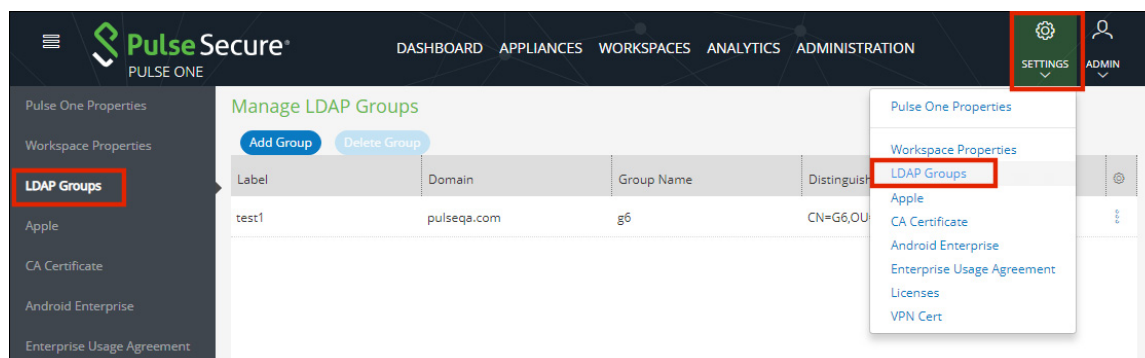 Pulse Secure
PULSE ONE
DASHBOARD APPLIANCES WORKSPACES ANALYTICS ADMINISTRATION
SETTINGS
ADMIN
Pulse One Properties
Workspace Properties
LDAP Groups
Apple
CA Certificate
Android Enterprise
Enterprise Usage Agreement
Manage LDAP Groups
Add Group Delete Group
Label Domain Group Name Distinguish
test1 pulseqa.com g6 CN=G6,OU
Pulse One Properties
Workspace Properties
LDAP Groups
Apple
CA Certificate
Android Enterprise
Enterprise Usage Agreement
Licenses
VPN Cert